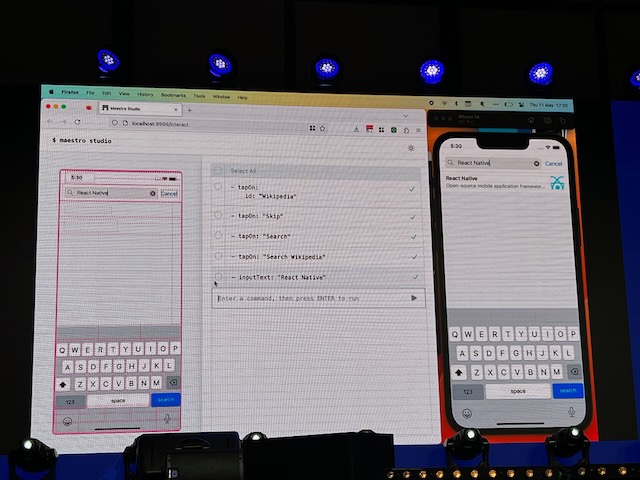 Firefox File Edit View History Bookmarks Tools Window Help
Thu 11 May 17:30
Maestro Studio
localhost:9999/interact
$ maestro studio
5:30
React Native
Cancel
Q W E R T Y U I O P
A S D F G H J K L
Z X C V B N M
123 space search
Select All
- tapOn:
id: "Wikipedia"
- tapOn: "Skip"
- tapOn: "Search"
- tapOn: "Search Wikipedia"
- inputText: "React Native"
Enter a command, then press ENTER to run
5:30
React Native
Cancel
React Native
Open-source mobile application framewor...
Q W E R T Y U I O P
A S D F G H J K L
Z X C V B N M
123 space search